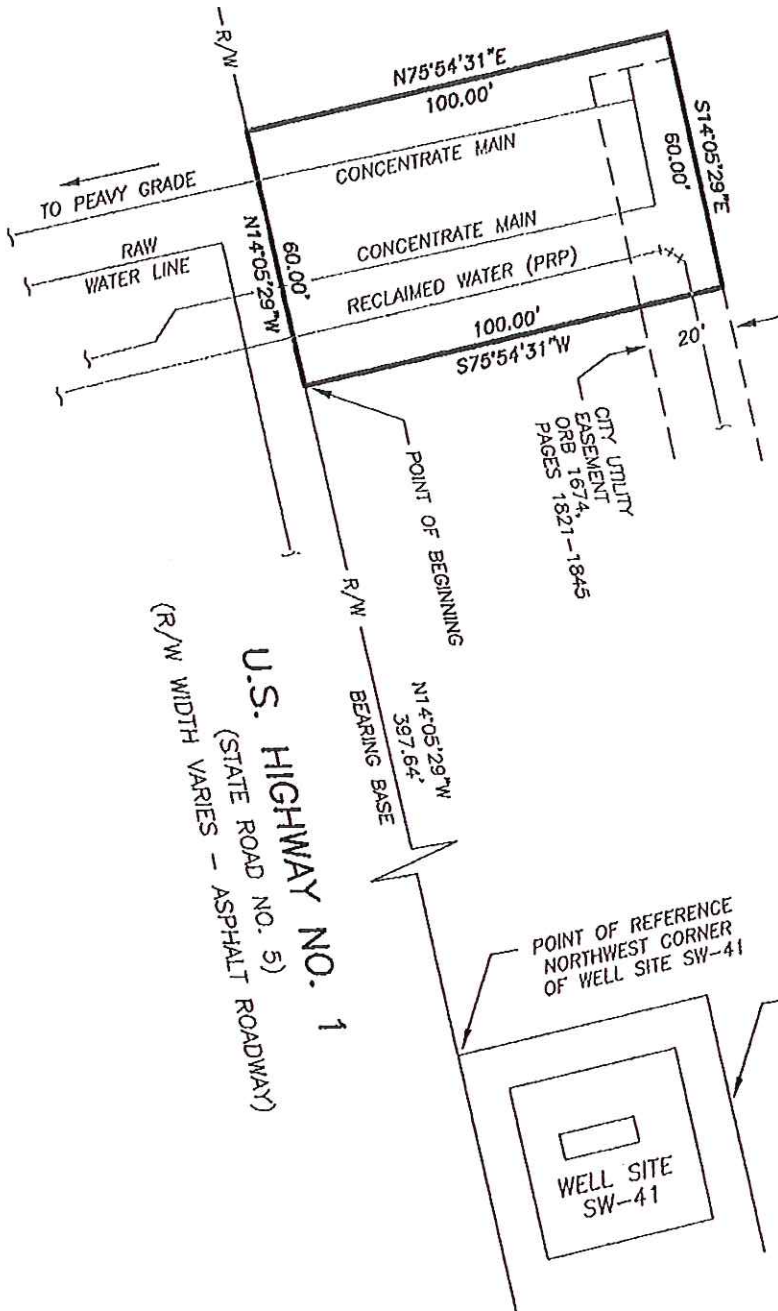 R/W
N75°54'31"E
100.00'
S14°05'29"E
60.00'
CONCENTRATE MAIN
TO PEAVY GRADE
RAW
WATER LINE
60.00'
N14°05'29"W
CONCENTRATE MAIN
RECLAIMED WATER (PRP)
100.00'
S75°54'31"W
20'
CITY UTILITY
EASEMENT
ORB 1674,
PAGES 1821-1845
POINT OF BEGINNING
R/W
N14°05'29"W
397.64'
BEARING BASE
U.S. HIGHWAY NO. 1
(STATE ROAD NO. 5)
(R/W WIDTH VARIES - ASPHALT ROADWAY)
POINT OF REFERENCE
NORTHWEST CORNER
OF WELL SITE SW-41
WELL SITE
SW-41